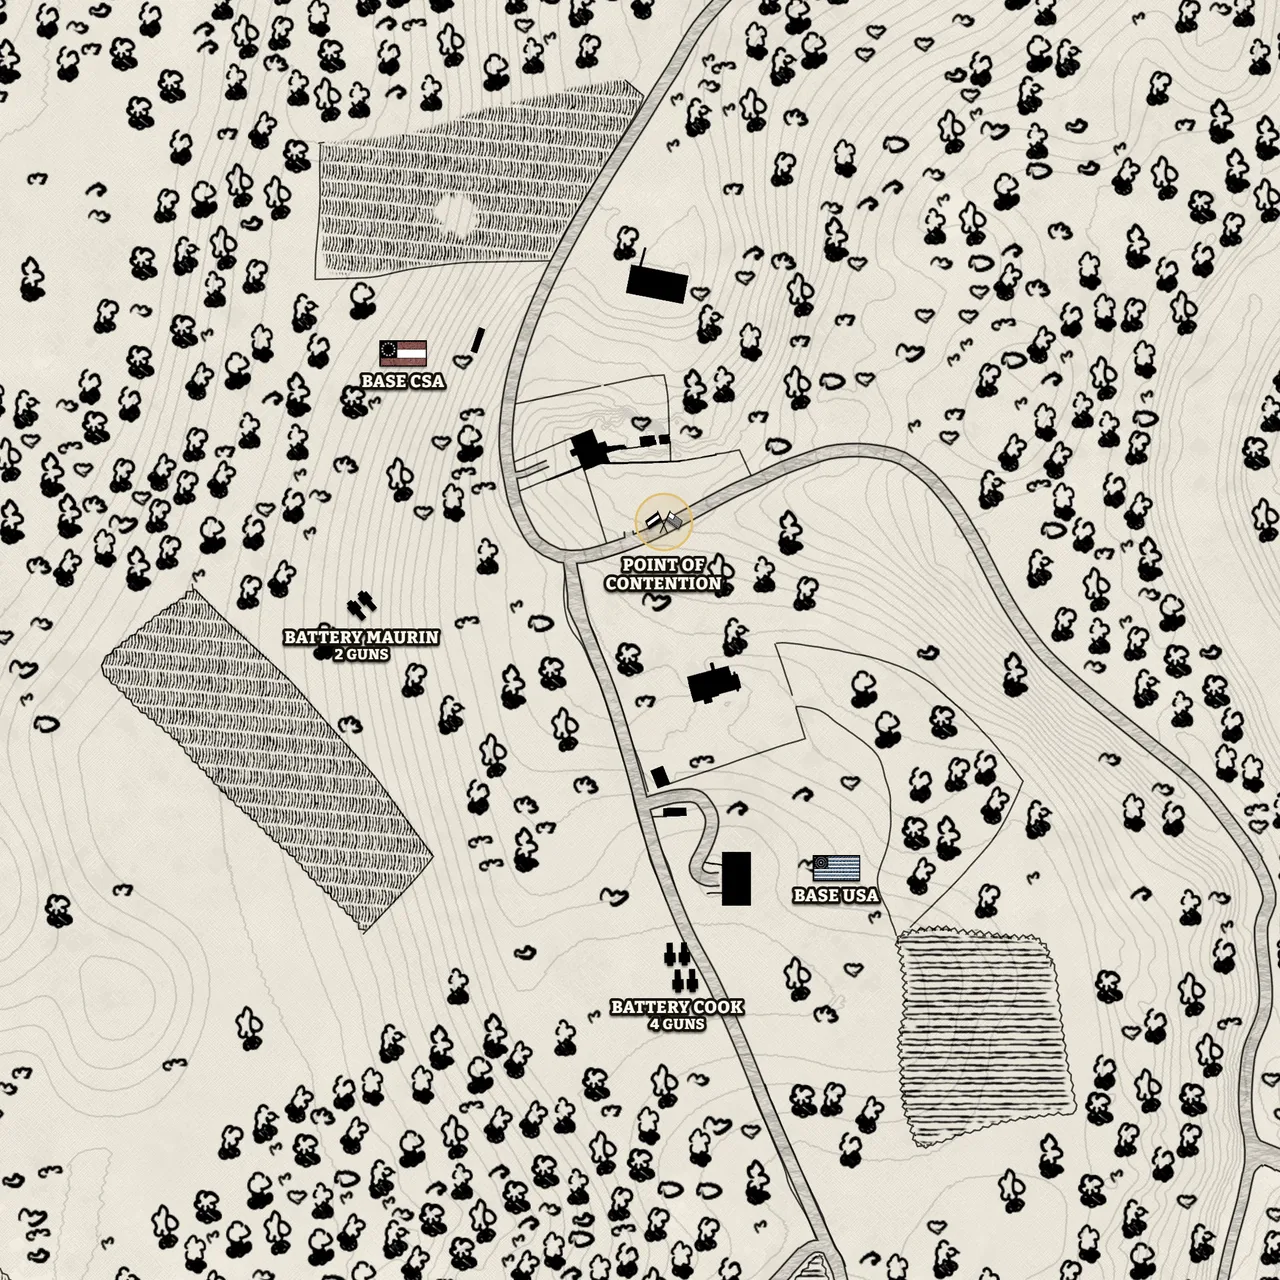 BASE CSA
POINT OF
CONTENTION
BATTERY MAURIN
2 GUNS
BASE USA
BATTERY COOK
4 GUNS